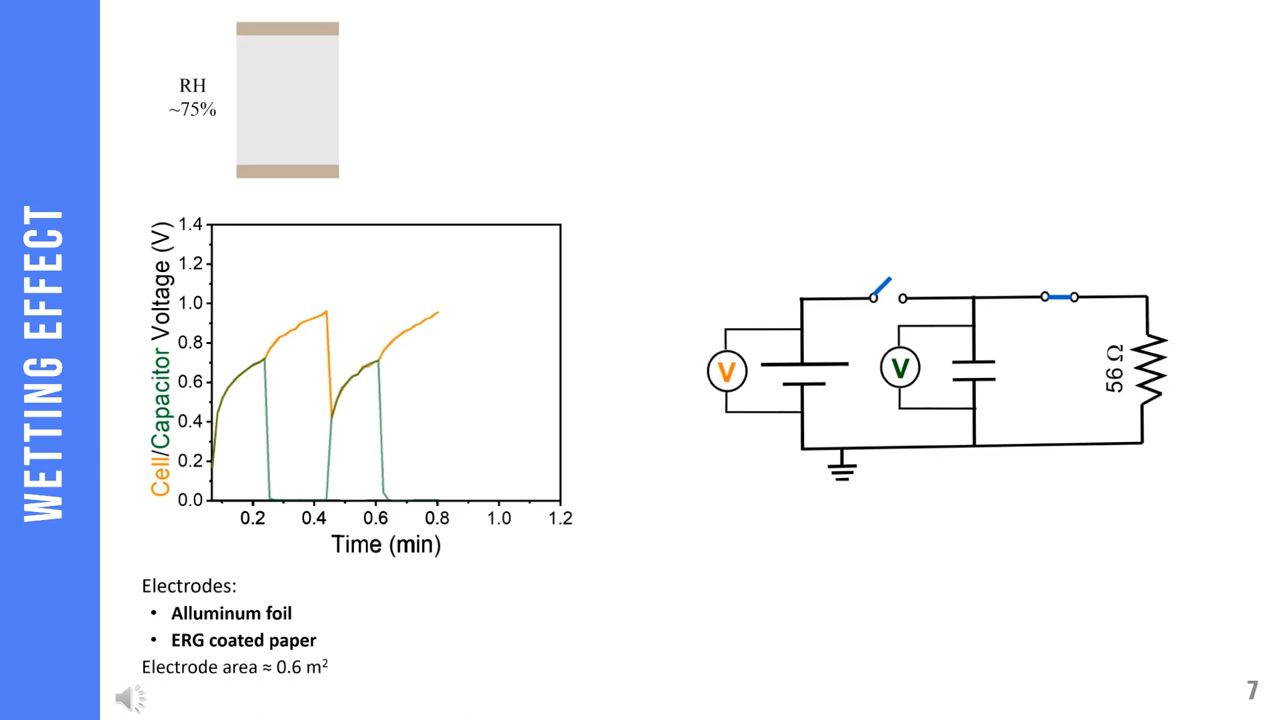 WETTING EFFECT
RH
~75%
Cell/Capacitor Voltage (V)
1.4
1.2
1.0
0.8
0.6
0.4
0.2
0.0
0.2 0.4 0.6 0.8 1.0 1.2
Time (min)
V
V
56 Ω
Electrodes:
• Alluminum foil
• ERG coated paper
Electrode area ≈ 0.6 m²
7